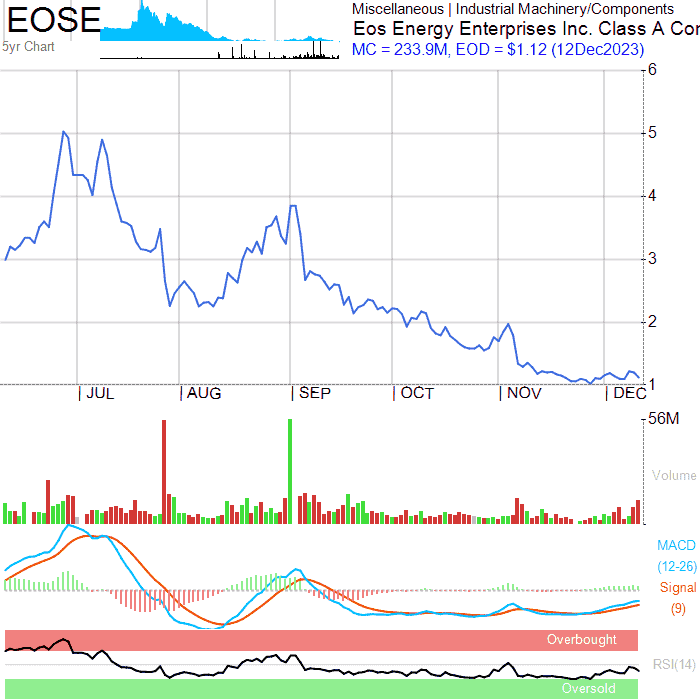 EOSE
5yr Chart
Miscellaneous | Industrial Machinery/Components
Eos Energy Enterprises Inc. Class A Cor
MC = 233.9M, EOD = $1.12 (12Dec2023)
6
5
4
3
2
1
| JUL | AUG | SEP | OCT | NOV | DEC
56M
Volume
MACD
(12-26)
Signal
(9)
Overbought
RSI(14)
Oversold